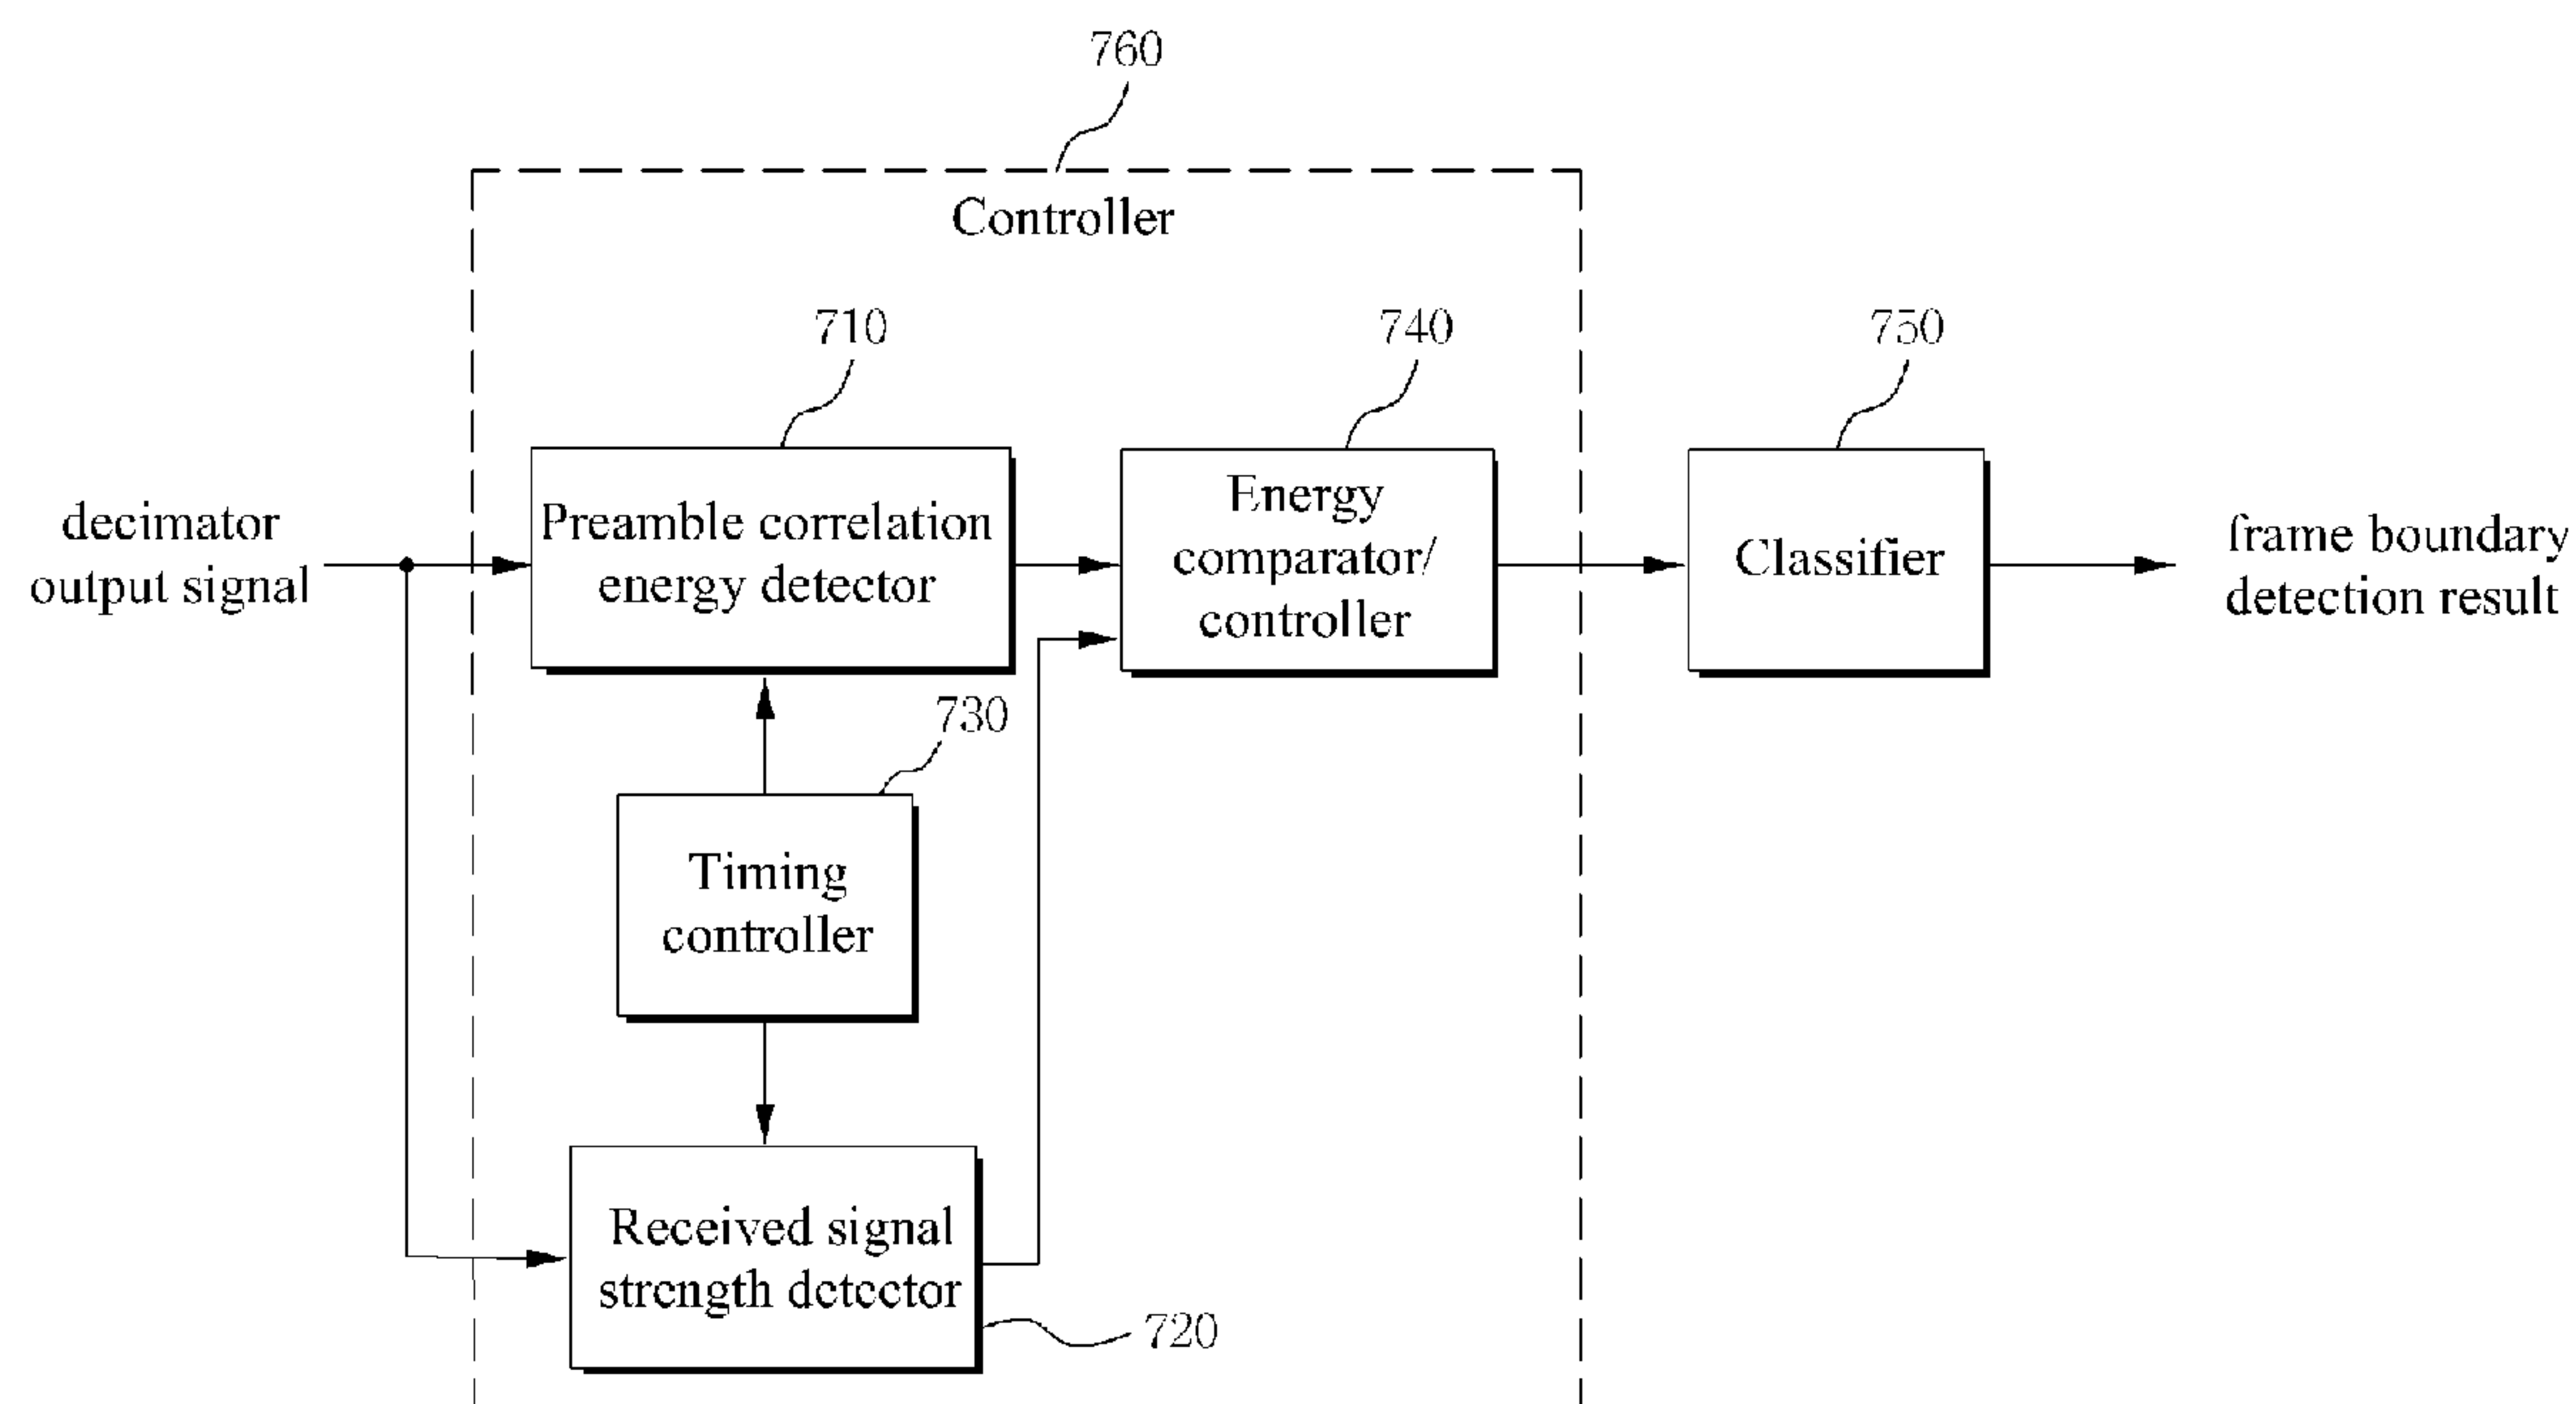 760
Controller
710
740
750
decimator
output signal
Preamble correlation
energy detector
Energy
comparator/
controller
Classifier
frame boundary
detection result
730
Timing
controller
Received signal
strength detector
720